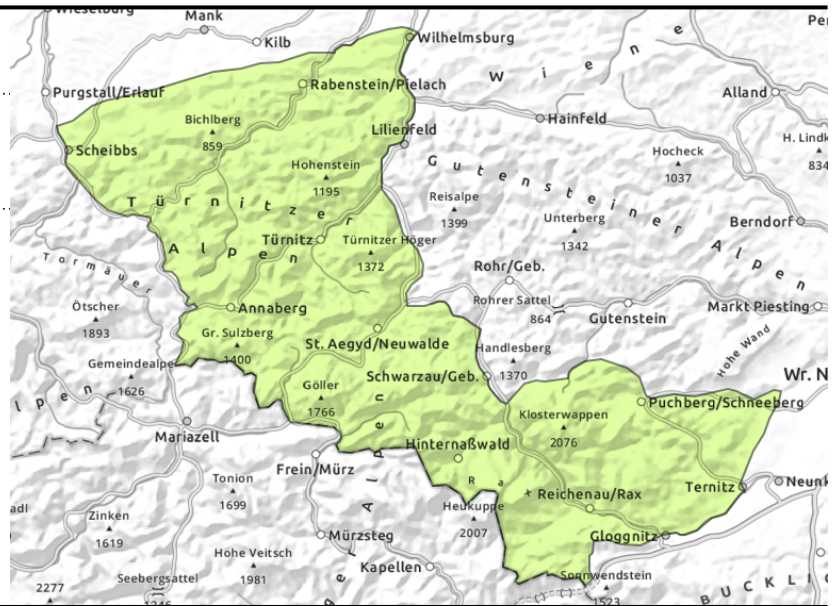 Wieselburg
Mank
Kilb
Wilhelmsburg
W i e n e
Purgstall/Erlauf
Rabenstein/Pielach
Alland
Bichlberg
859
Hainfeld
Lilienfeld
Scheibbs
Hohenstein
1195
Hocheck
1037
H. Lindk
834
G u t e n s t e i n e r A l p e n
Reisalpe
1399
T ü r n i t z e r
A l p e n
Unterberg
1342
Berndorf
Türnitz
Türnitzer Höger
1372
Tormäuer
Rohr/Geb.
Ötscher
1893
Annaberg
Rohrer Sattel
864
Gutenstein
Markt Piesting
Gr. Sulzberg
1400
St. Aegyd/Neuwalde
Handlesberg
1370
Hohe Wand
Gemeindealpe
1626
Göller
1766
Schwarzau/Geb.
Wr. N
l p e n
Klosterwappen
2076
Puchberg/Schneeberg
Mariazell
Hinternaßwald
Frein/Mürz
Tonion
1699
R a x
Reichenau/Rax
Ternitz
Neunk
adl
Zinken
1619
Heukuppe
2007
Mürzsteg
Gloggnitz
Hohe Veitsch
1981
Kapellen
g e r A l p e n
Sonnwendstein
1523
Seebergsattel
1246
2277
BUCKLI